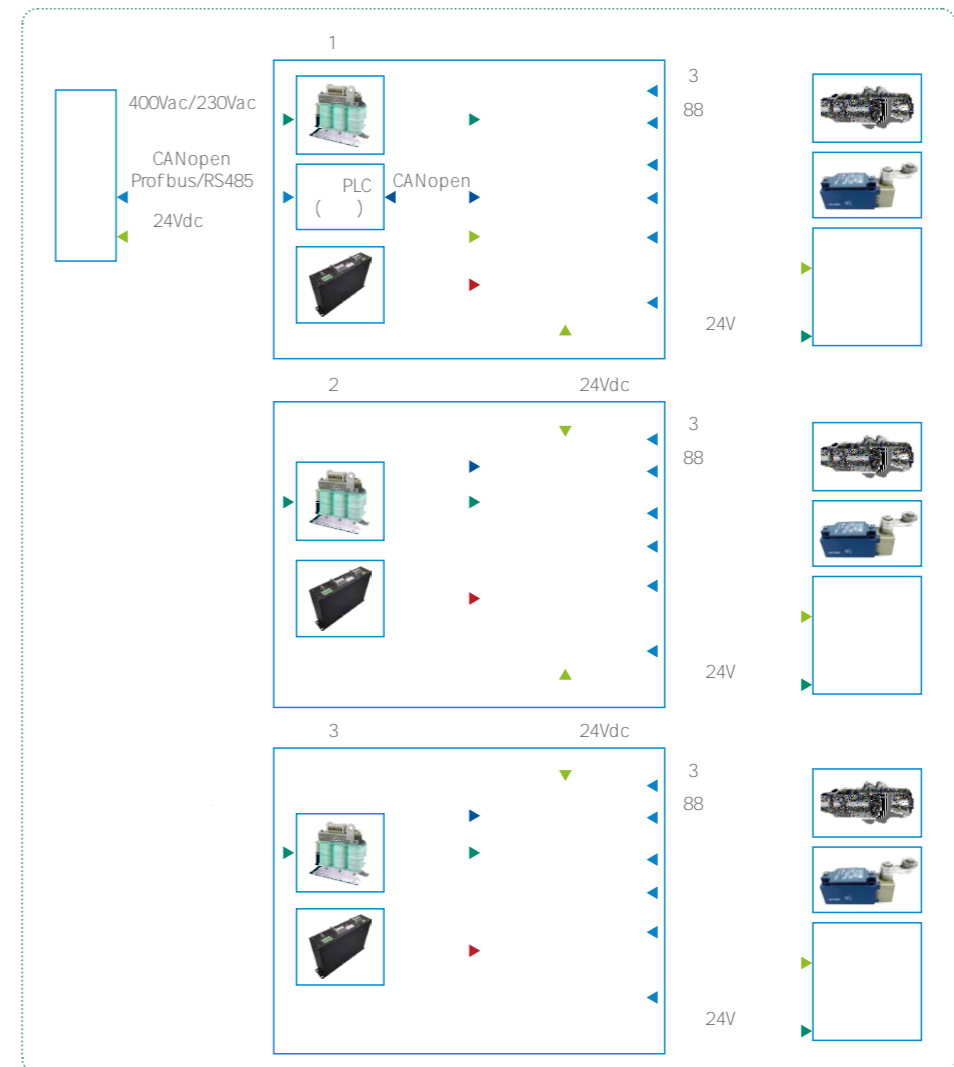 1
400Vac/230Vac
3
88
CANopen
Profbus/RS485
PLC
( )
CANopen
24Vdc
24V
2
24Vdc
3
88
24V
3
24Vdc
3
88
24V